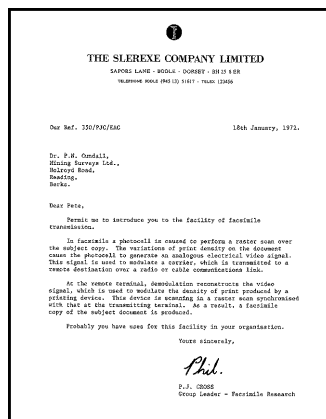 THE SLEREXE COMPANY LIMITED
SAPORS LANE - BOOLE - DORSET - BH 25 8 ER
TELEPHONE BOOLE (945 13) 51617 - TELEX 123456
Our Ref. 350/PJC/EAC
18th January, 1972.
Dr. P.N. Cundall,
Mining Surveys Ltd.,
Holroyd Road,
Reading,
Berks.
Dear Pete,
Permit me to introduce you to the facility of facsimile
transmission.
In facsimile a photocell is caused to perform a raster scan over
the subject copy. The variations of print density on the document
cause the photocell to generate an analogous electrical video signal.
This signal is used to modulate a carrier, which is transmitted to a
remote destination over a radio or cable communications link.
At the remote terminal, demodulation reconstructs the video
signal, which is used to modulate the density of print produced by a
printing device. This device is scanning in a raster scan synchronised
with that at the transmitting terminal. As a result, a facsimile
copy of the subject document is produced.
Probably you have uses for this facility in your organisation.
Yours sincerely,
Phil.
P.J. CROSS
Group Leader - Facsimile Research